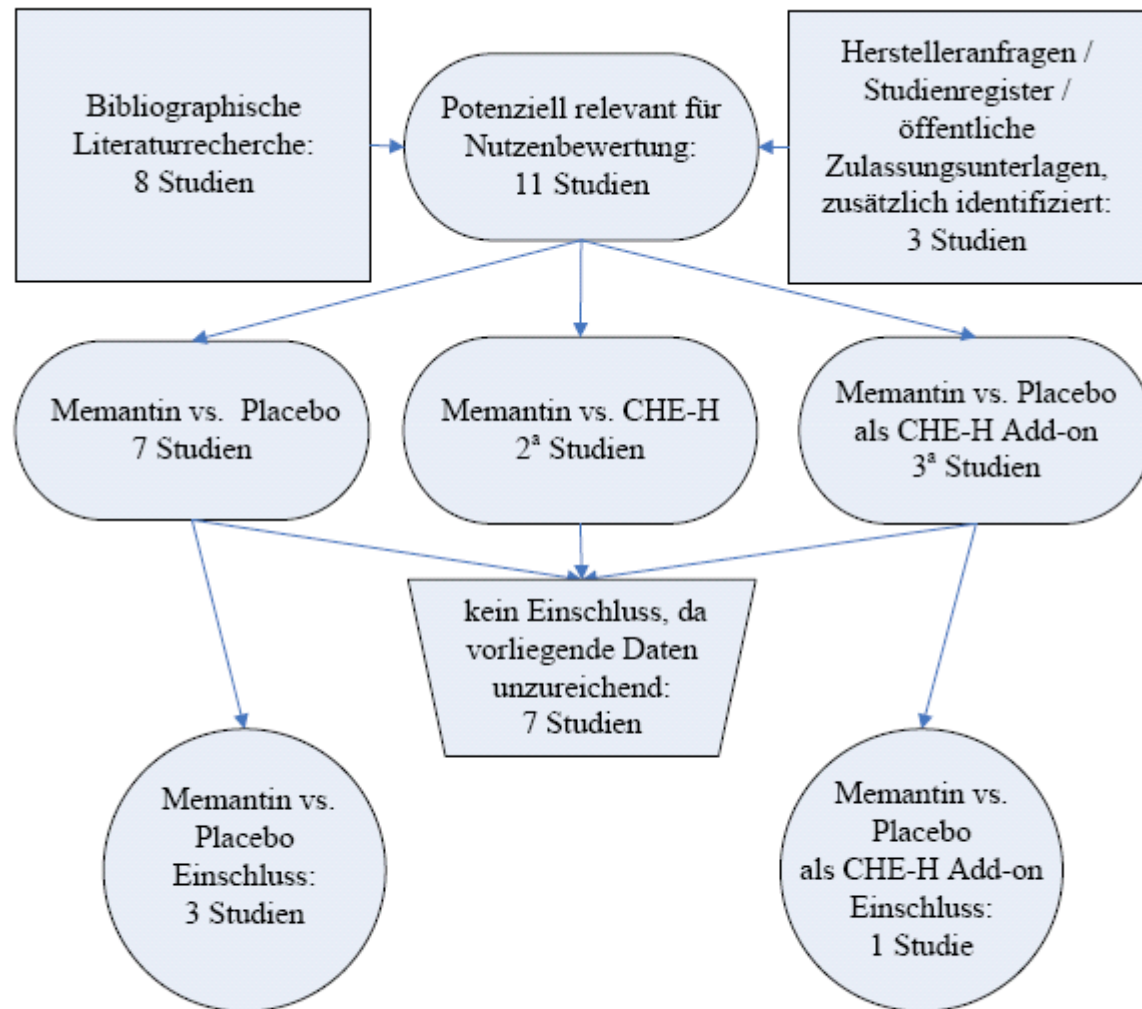 Bibliographische
Literaturrecherche:
8 Studien
Potenziell relevant für
Nutzenbewertung:
11 Studien
Herstelleranfragen /
Studienregister /
öffentliche
Zulassungsunterlagen,
zusätzlich identifiziert:
3 Studien
Memantin vs. Placebo
7 Studien
Memantin vs. CHE-H
2ª Studien
Memantin vs. Placebo
als CHE-H Add-on
3ª Studien
kein Einschluss, da
vorliegende Daten
unzureichend:
7 Studien
Memantin vs.
Placebo
Einschluss:
3 Studien
Memantin vs.
Placebo
als CHE-H Add-on
Einschluss:
1 Studie